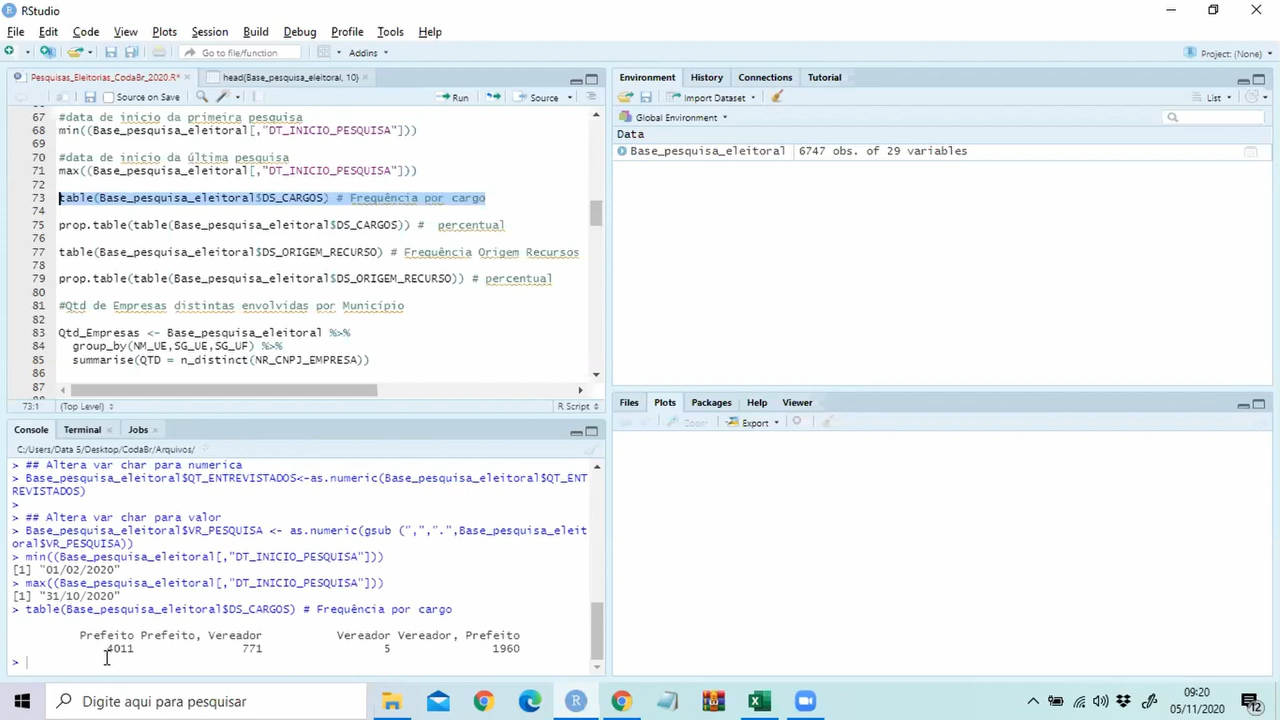 RStudio
File Edit Code View Plots Session Build Debug Profile Tools Help
Go to file/function Addins Project: (None)
Pesquisas_Eleitorias_CodaBr_2020.R* head(Base_pesquisa_eleitoral, 10)
Source on Save Run Source
67 #data de inicio da primeira pesquisa
68 min((Base_pesquisa_eleitoral[,"DT_INICIO_PESQUISA"]))
69
70 #data de inicio da última pesquisa
71 max((Base_pesquisa_eleitoral[,"DT_INICIO_PESQUISA"]))
72
73 table(Base_pesquisa_eleitoral$DS_CARGOS) # Frequência por cargo
74
75 prop.table(table(Base_pesquisa_eleitoral$DS_CARGOS)) # percentual
76
77 table(Base_pesquisa_eleitoral$DS_ORIGEM_RECURSO) # Frequência Origem Recursos
78
79 prop.table(table(Base_pesquisa_eleitoral$DS_ORIGEM_RECURSO)) # percentual
80
81 #Qtd de Empresas distintas envolvidas por Município
82
83 Qtd_Empresas <- Base_pesquisa_eleitoral %>%
84 group_by(NM_UE,SG_UE,SG_UF) %>%
85 summarise(QTD = n_distinct(NR_CNPJ_EMPRESA))
86
87
73:1 (Top Level) R Script
Console Terminal Jobs
C:/Users/Data 5/Desktop/CodaBr/Arquivos/
> ## Altera var char para numerica
> Base_pesquisa_eleitoral$QT_ENTREVISTADOS<-as.numeric(Base_pesquisa_eleitoral$QT_ENT
REVISTADOS)
>
> ## Altera var char para valor
> Base_pesquisa_eleitoral$VR_PESQUISA <- as.numeric(gsub (",",".",Base_pesquisa_eleit
oral$VR_PESQUISA))
> min((Base_pesquisa_eleitoral[,"DT_INICIO_PESQUISA"]))
[1] "01/02/2020"
> max((Base_pesquisa_eleitoral[,"DT_INICIO_PESQUISA"]))
[1] "31/10/2020"
> table(Base_pesquisa_eleitoral$DS_CARGOS) # Frequência por cargo
Prefeito Prefeito, Vereador Vereador Vereador, Prefeito
4011 771 5 1960
>
Environment History Connections Tutorial
Import Dataset List
Global Environment
Data
Base_pesquisa_eleitoral 6747 obs. of 29 variables
Files Plots Packages Help Viewer
Zoom Export
Digite aqui para pesquisar
09:20
05/11/2020
12